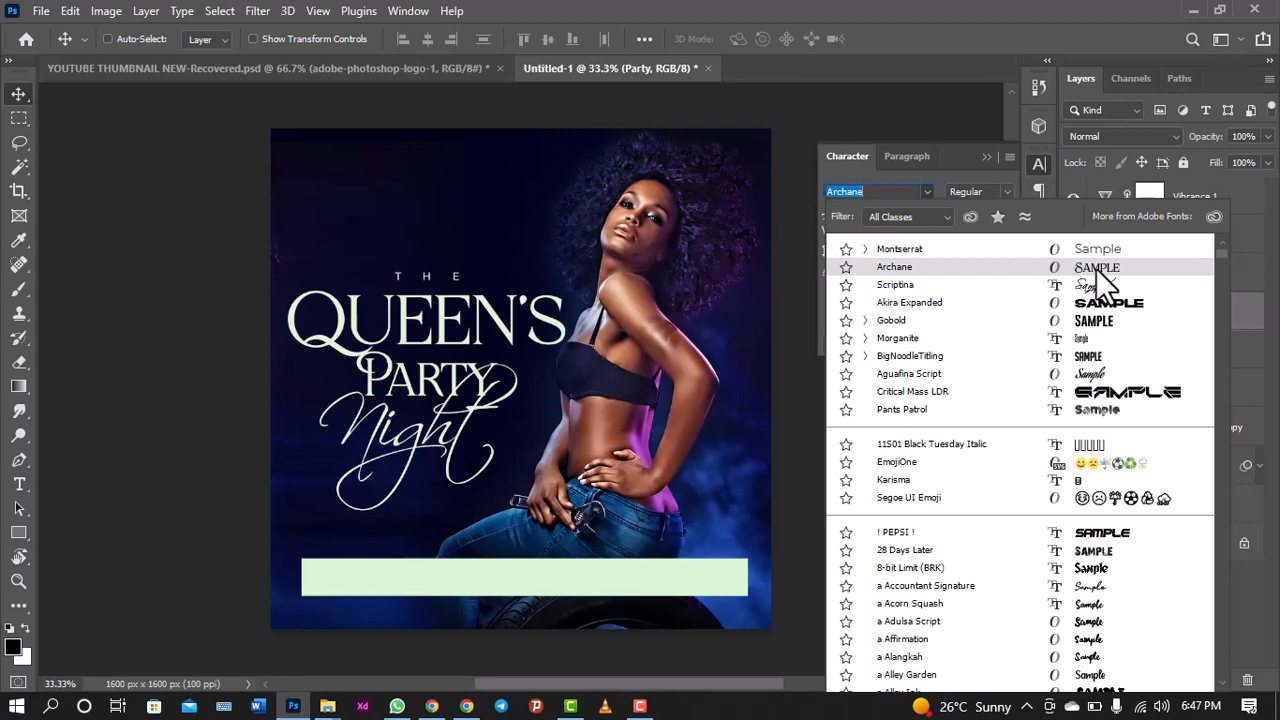 Ps File Edit Image Layer Type Select Filter 3D View Plugins Window Help
Auto-Select: Layer Show Transform Controls ••• 3D Mode:
YOUTUBE THUMBNAIL NEW-Recovered.psd @ 66.7% (adobe-photoshop-logo-1, RGB/8#) * × Untitled-1 @ 33.3% (Party, RGB/8) * ×
Layers Channels Paths
Kind
Normal Opacity: 100%
Lock: Fill: 100%
Vibrance 1
Character Paragraph
Archane Regular
Filter: All Classes More from Adobe Fonts:
Montserrat Sample
Archane SAMPLE
Scriptina
Akira Expanded SAMPLE
Gobold SAMPLE
Morganite Sample
BigNoodleTitling SAMPLE
Aguafina Script Sample
Critical Mass LDR SAMPLE
Pants Patrol Sample
11S01 Black Tuesday Italic
EmojiOne
Karisma
Segoe UI Emoji
! PEPSI ! SAMPLE
28 Days Later SAMPLE
8-bit Limit (BRK) Sample
a Accountant Signature Sample
a Acorn Squash Sample
a Adulsa Script Sample
a Affirmation Sample
a Alangkah Sample
a Alley Garden Sample
THE
QUEEN'S
PARTY
Night
opy
33.33% 1600 px x 1600 px (100 ppi)
26°C Sunny 6:47 PM